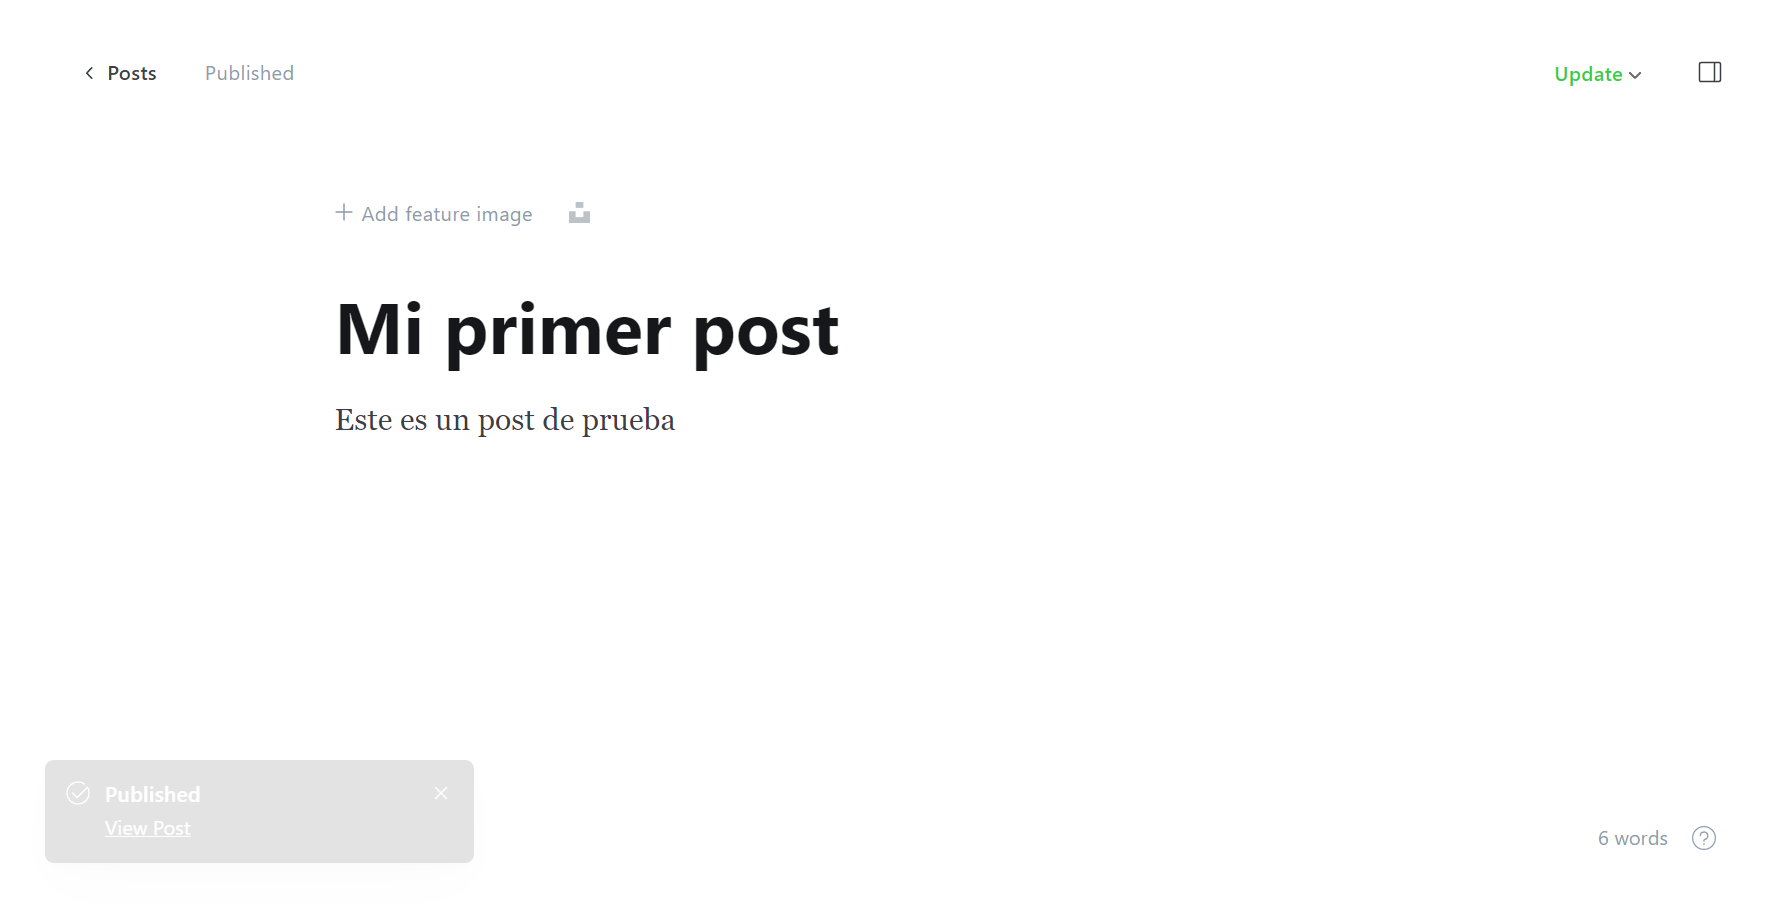 Posts Published Update
Add feature image
Mi primer post
Este es un post de prueba
Published
View Post
6 words